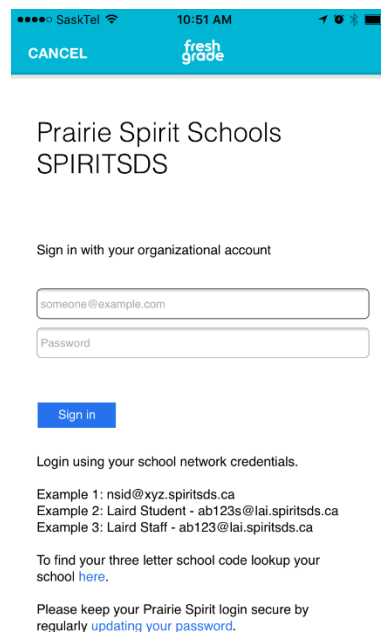 SaskTel 10:51 AM
CANCEL
fresh
grade
Prairie Spirit Schools
SPIRITSDS
Sign in with your organizational account
someone@example.com
Password
Sign in
Login using your school network credentials.
Example 1: nsid@xyz.spiritsds.ca
Example 2: Laird Student - ab123s@lai.spiritsds.ca
Example 3: Laird Staff - ab123@lai.spiritsds.ca
To find your three letter school code lookup your
school here.
Please keep your Prairie Spirit login secure by
regularly updating your password.